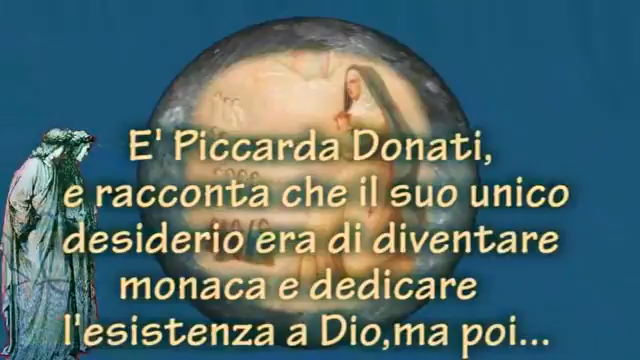 E' Piccarda Donati,
e racconta che il suo unico
desiderio era di diventare
monaca e dedicare
l'esistenza a Dio,ma poi...